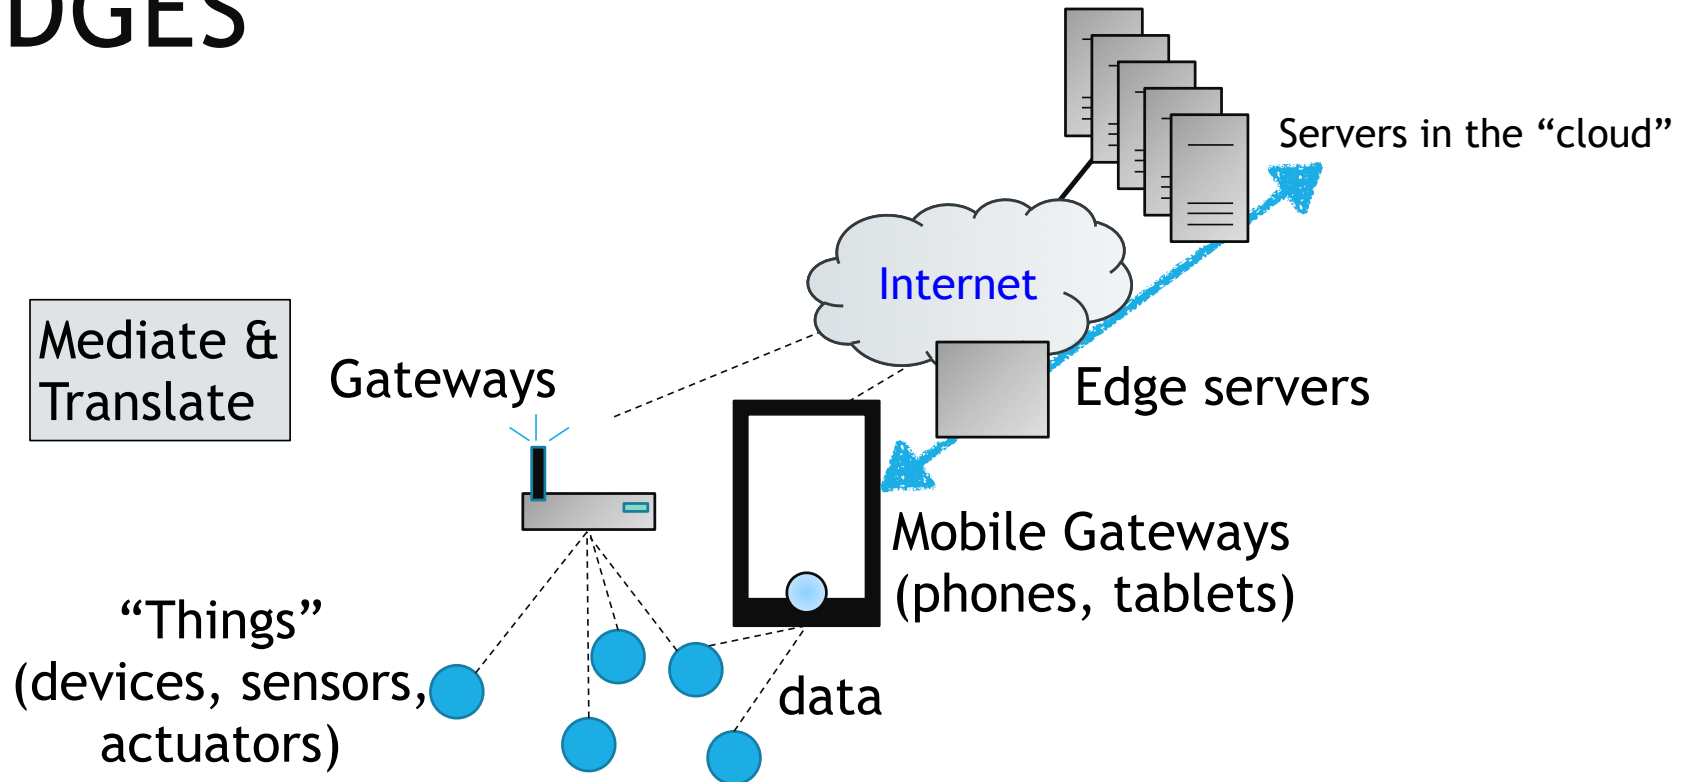 DGES
Servers in the “cloud”
Internet
Mediate &
Translate
Gateways
Edge servers
Mobile Gateways
(phones, tablets)
“Things”
(devices, sensors,
actuators)
data